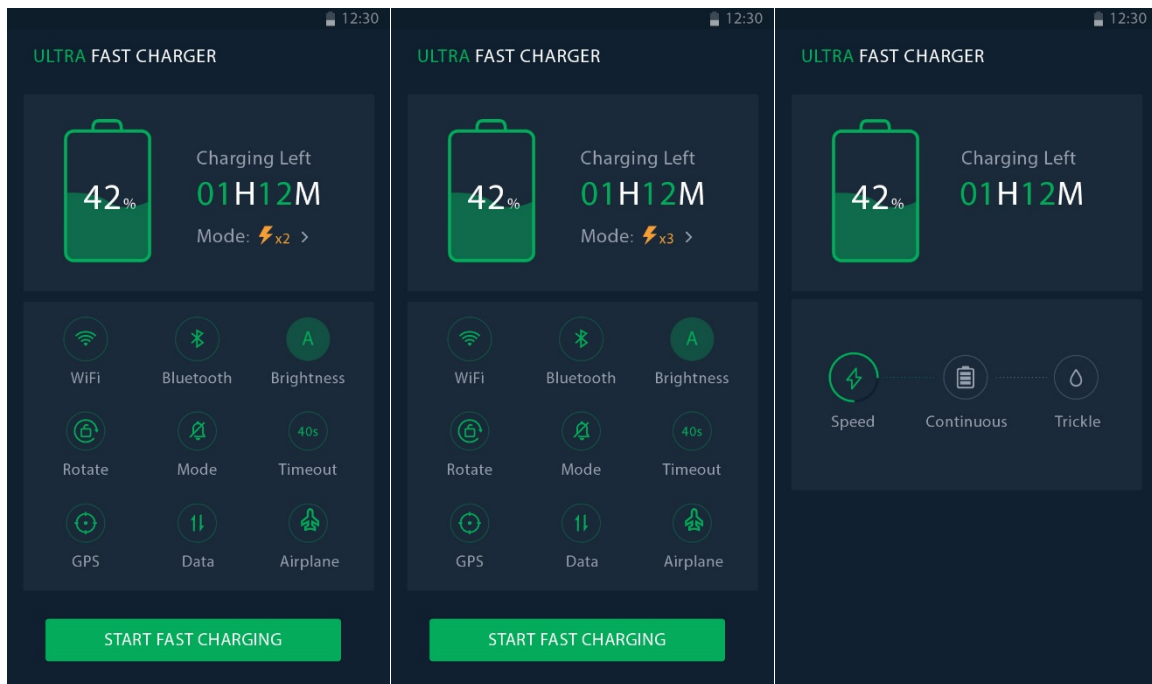 12:30
ULTRA FAST CHARGER
42%
Charging Left
01H12M
Mode: x2 >
WiFi Bluetooth A Brightness
Rotate Mode 40s Timeout
GPS Data Airplane
START FAST CHARGING
12:30
ULTRA FAST CHARGER
42%
Charging Left
01H12M
Mode: x3 >
WiFi Bluetooth A Brightness
Rotate Mode 40s Timeout
GPS Data Airplane
START FAST CHARGING
12:30
ULTRA FAST CHARGER
42%
Charging Left
01H12M
Speed Continuous Trickle